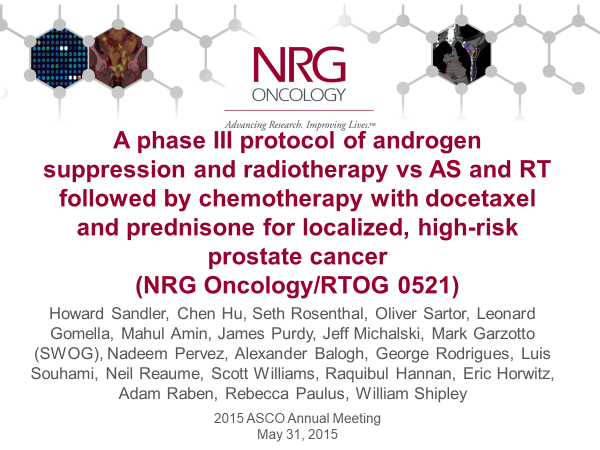 NRG
ONCOLOGY
Advancing Research. Improving Lives.™
A phase III protocol of androgen
suppression and radiotherapy vs AS and RT
followed by chemotherapy with docetaxel
and prednisone for localized, high-risk
prostate cancer
(NRG Oncology/RTOG 0521)
Howard Sandler, Chen Hu, Seth Rosenthal, Oliver Sartor, Leonard
Gomella, Mahul Amin, James Purdy, Jeff Michalski, Mark Garzotto
(SWOG), Nadeem Pervez, Alexander Balogh, George Rodrigues, Luis
Souhami, Neil Reaume, Scott Williams, Raquibul Hannan, Eric Horwitz,
Adam Raben, Rebecca Paulus, William Shipley
2015 ASCO Annual Meeting
May 31, 2015